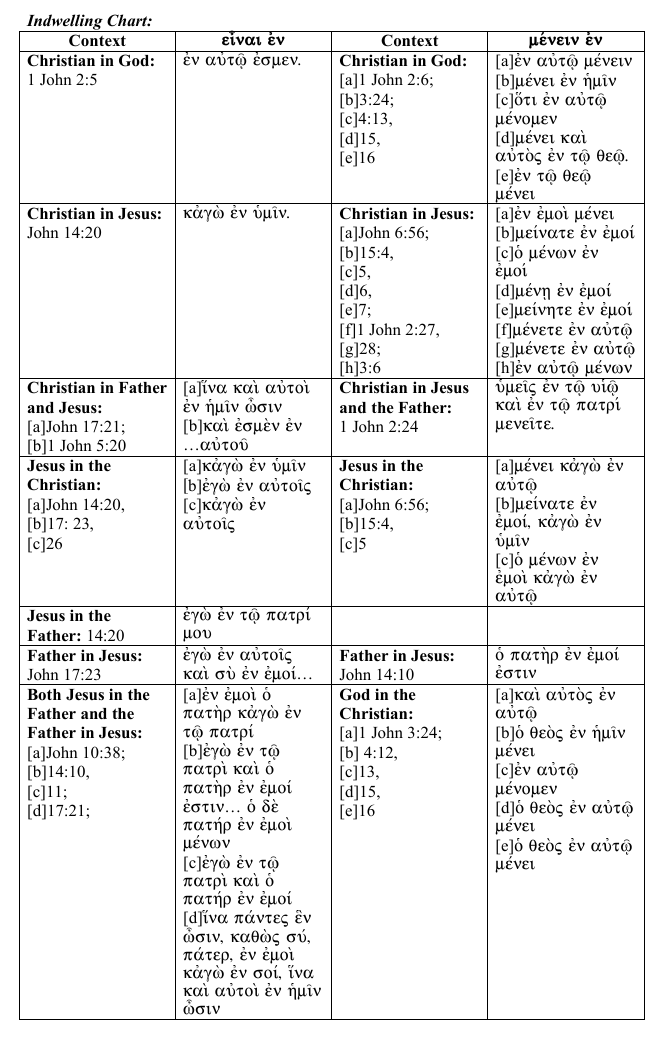 Indwelling Chart:
Context
εἶναι ἐν
Context
μένειν ἐν
Christian in God:
1 John 2:5
ἐν αὐτῷ ἐσμεν.
Christian in God:
[a]1 John 2:6;
[b]3:24;
[c]4:13,
[d]15,
[e]16
[a]ἐν αὐτῷ μένειν
[b]μένει ἐν ἡμῖν
[c]ὅτι ἐν αὐτῷ
μένομεν
[d]μένει καὶ
αὐτὸς ἐν τῷ θεῷ.
[e]ἐν τῷ θεῷ
μένει
Christian in Jesus:
John 14:20
κἀγὼ ἐν ὑμῖν.
Christian in Jesus:
[a]John 6:56;
[b]15:4,
[c]5,
[d]6,
[e]7;
[f]1 John 2:27,
[g]28;
[h]3:6
[a]ἐν ἐμοὶ μένει
[b]μείνατε ἐν ἐμοί
[c]ὁ μένων ἐν
ἐμοί
[d]μένῃ ἐν ἐμοί
[e]μείνητε ἐν ἐμοί
[f]μένετε ἐν αὐτῷ
[g]μένετε ἐν αὐτῷ
[h]ἐν αὐτῷ μένων
Christian in Father
and Jesus:
[a]John 17:21;
[b]1 John 5:20
[a]ἵνα καὶ αὐτοὶ
ἐν ἡμῖν ὦσιν
[b]καὶ ἐσμὲν ἐν
…αὐτοῦ
Christian in Jesus
and the Father:
1 John 2:24
ὑμεῖς ἐν τῷ υἱῷ
καὶ ἐν τῷ πατρί
μενεῖτε.
Jesus in the
Christian:
[a]John 14:20,
[b]17: 23,
[c]26
[a]κἀγὼ ἐν ὑμῖν
[b]ἐγὼ ἐν αὐτοῖς
[c]κἀγὼ ἐν
αὐτοῖς
Jesus in the
Christian:
[a]John 6:56;
[b]15:4,
[c]5
[a]μένει κἀγὼ ἐν
αὐτῷ
[b]μείνατε ἐν
ἐμοί, κἀγὼ ἐν
ὑμῖν
[c]ὁ μένων ἐν
ἐμοὶ κἀγὼ ἐν
αὐτῷ
Jesus in the
Father: 14:20
ἐγὼ ἐν τῷ πατρί
μου
Father in Jesus:
John 17:23
ἐγὼ ἐν αὐτοῖς
καὶ σὺ ἐν ἐμοί…
Father in Jesus:
John 14:10
ὁ πατὴρ ἐν ἐμοί
ἐστιν
Both Jesus in the
Father and the
Father in Jesus:
[a]John 10:38;
[b]14:10,
[c]11;
[d]17:21;
[a]ἐν ἐμοὶ ὁ
πατὴρ κἀγὼ ἐν
τῷ πατρί
[b]ἐγὼ ἐν τῷ
πατρὶ καὶ ὁ
πατὴρ ἐν ἐμοί
ἐστιν… ὁ δὲ
πατήρ ἐν ἐμοὶ
μένων
[c]ἐγὼ ἐν τῷ
πατρὶ καὶ ὁ
πατήρ ἐν ἐμοί
[d]ἵνα πάντες ἓν
ὦσιν, καθὼς σύ,
πάτερ, ἐν ἐμοὶ
κἀγὼ ἐν σοί, ἵνα
καὶ αὐτοὶ ἐν ἡμῖν
ὦσιν
God in the
Christian:
[a]1 John 3:24;
[b] 4:12,
[c]13,
[d]15,
[e]16
[a]καὶ αὐτὸς ἐν
αὐτῷ
[b]ὁ θεὸς ἐν ἡμῖν
μένει
[c]ἐν αὐτῷ
μένομεν
[d]ὁ θεὸς ἐν αὐτῷ
μένει
[e]ὁ θεὸς ἐν αὐτῷ
μένει